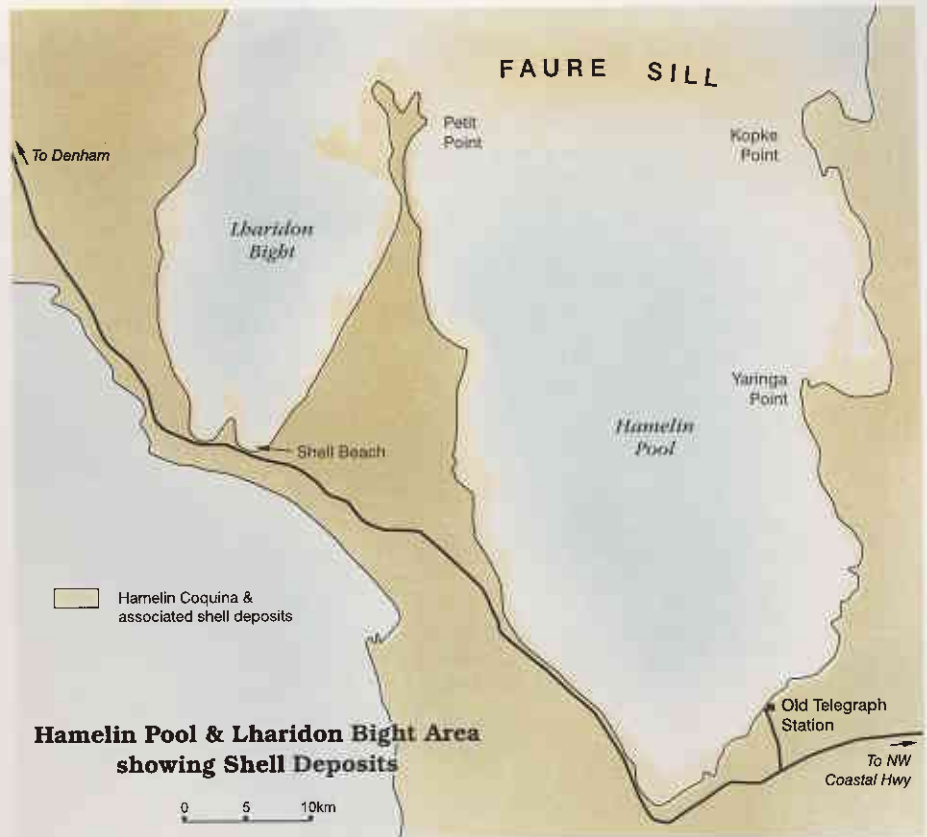 FAURE SILL
Petit
Point
Kopke
Point
To Denham
Lharidon
Bight
Yaringa
Point
Hamelin
Pool
Shell Beach
Hamelin Coquina &
associated shell deposits
Old Telegraph
Station
Hamelin Pool & Lharidon Bight Area
showing Shell Deposits
To NW
Coastal Hwy
0 5 10km